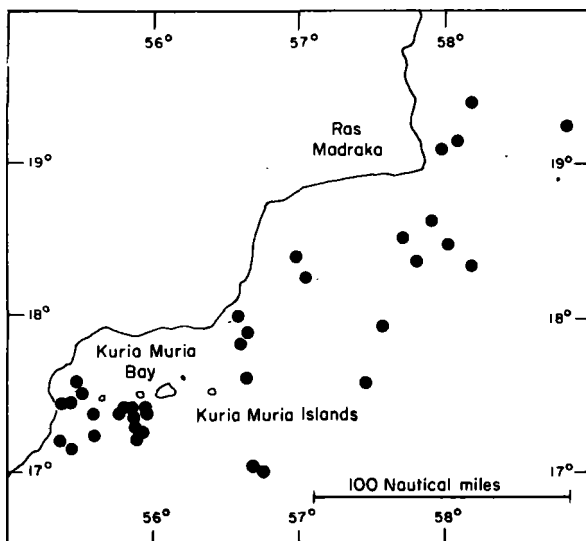 56°
57°
58°
Ras
Madraka
19°
19°
18°
18°
Kuria Muria
Bay
Kuria Muria Islands
17°
17°
100 Nautical miles
56°
57°
58°